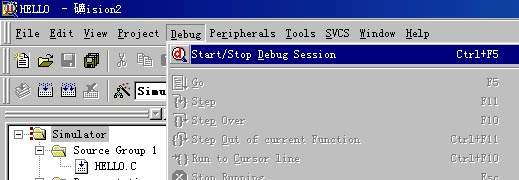 HELLO - 礦ision2
File Edit View Project Debug Peripherals Tools SVCS Window Help
Start/Stop Debug Session Ctrl+F5
Go F5
Step F11
Step Over F10
Step Out of current Function Ctrl+F11
Run to Cursor line Ctrl+F10
Stop Running Esc
Simu
Simulator
Source Group 1
HELLO.C